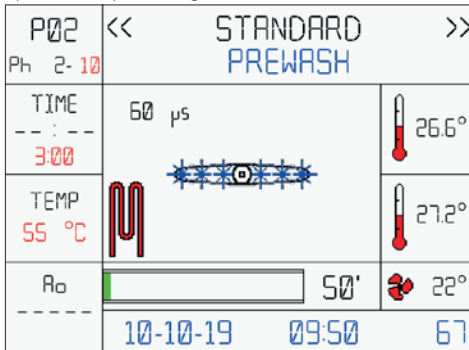 P02
Ph 2- 10
<< STANDARD >>
PREWASH
TIME
-- : --
3:00
60 µs
26.6°
TEMP
55 °C
27.2°
A₀
-----
50'
22°
10-10-19 09:50 67